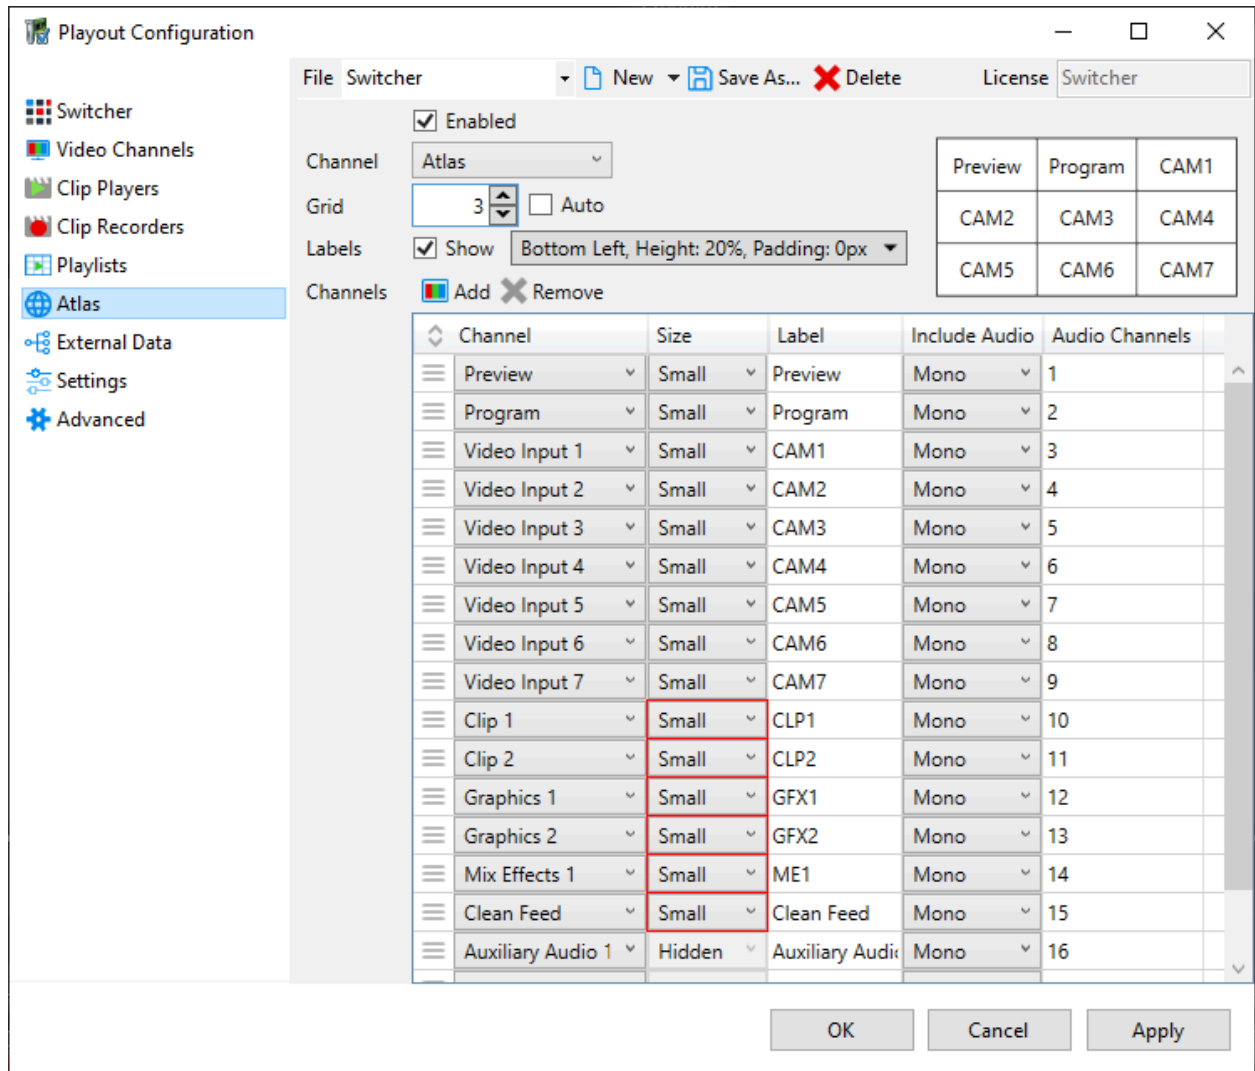 Playout Configuration
File Switcher New Save As... Delete License Switcher
Switcher
Video Channels
Clip Players
Clip Recorders
Playlists
Atlas
External Data
Settings
Advanced
Enabled
Channel Atlas
Grid 3 Auto
Labels Show Bottom Left, Height: 20%, Padding: 0px
Channels Add Remove
Preview Program CAM1
CAM2 CAM3 CAM4
CAM5 CAM6 CAM7
Channel Size Label Include Audio Audio Channels
Preview Small Preview Mono 1
Program Small Program Mono 2
Video Input 1 Small CAM1 Mono 3
Video Input 2 Small CAM2 Mono 4
Video Input 3 Small CAM3 Mono 5
Video Input 4 Small CAM4 Mono 6
Video Input 5 Small CAM5 Mono 7
Video Input 6 Small CAM6 Mono 8
Video Input 7 Small CAM7 Mono 9
Clip 1 Small CLP1 Mono 10
Clip 2 Small CLP2 Mono 11
Graphics 1 Small GFX1 Mono 12
Graphics 2 Small GFX2 Mono 13
Mix Effects 1 Small ME1 Mono 14
Clean Feed Small Clean Feed Mono 15
Auxiliary Audio 1 Hidden Auxiliary Audi Mono 16
OK Cancel Apply